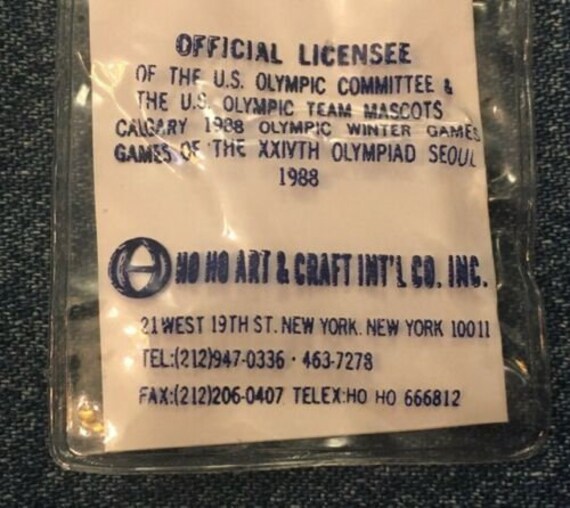 OFFICIAL LICENSEE
OF THE U.S. OLYMPIC COMMITTEE &
THE U.S. OLYMPIC TEAM MASCOTS
CALGARY 1988 OLYMPIC WINTER GAMES
GAMES OF THE XXIVTH OLYMPIAD SEOUL
1988
HO HO ART & CRAFT INT'L CO. INC.
21 WEST 19TH ST. NEW YORK. NEW YORK 10011
TEL:(212)947-0336 · 463-7278
FAX:(212)206-0407 TELEX:HO HO 666812